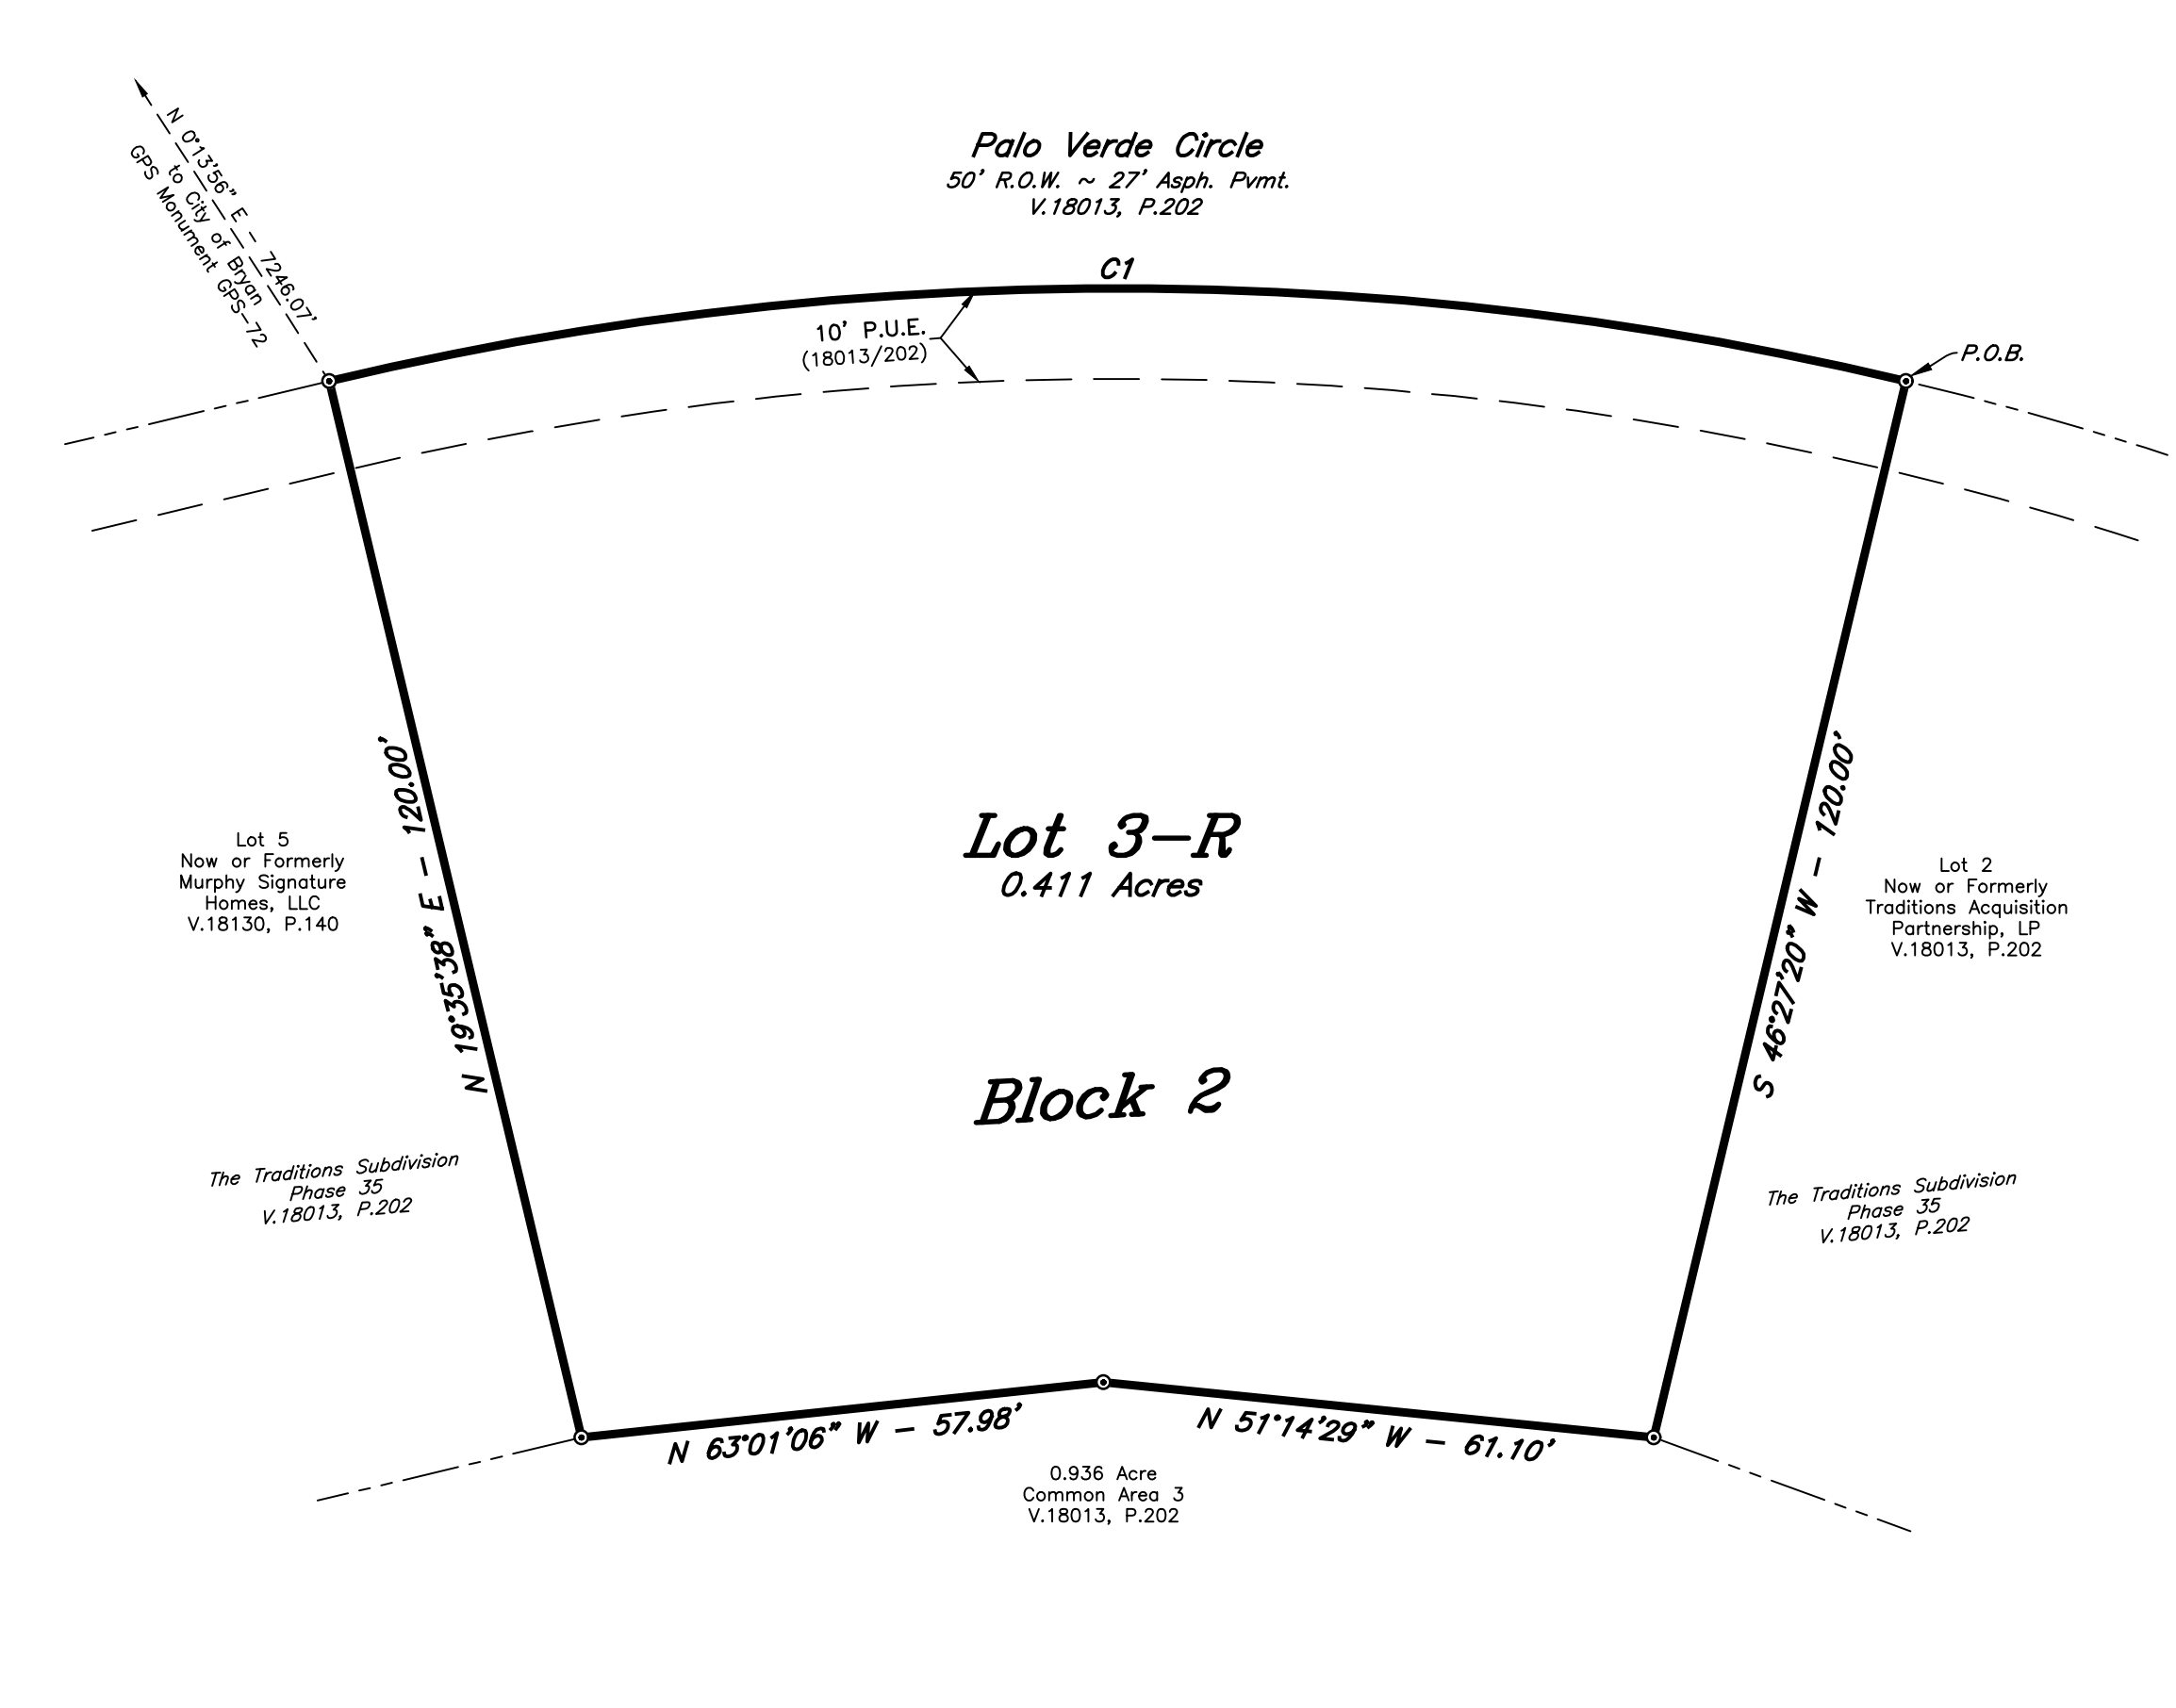 N 0°13'56" E - 7246.07'
to City of Bryan
GPS Monument GPS-72
Palo Verde Circle
50' R.O.W. ~ 27' Asph. Pvmt.
V.18013, P.202
C1
10' P.U.E.
(18013/202)
P.O.B.
N 19°35'38" E - 120.00'
S 46°27'20" W - 120.00'
Lot 3-R
0.411 Acres
Lot 5
Now or Formerly
Murphy Signature
Homes, LLC
V.18130, P.140
Lot 2
Now or Formerly
Traditions Acquisition
Partnership, LP
V.18013, P.202
Block 2
The Traditions Subdivision
Phase 35
V.18013, P.202
The Traditions Subdivision
Phase 35
V.18013, P.202
N 63°01'06" W - 57.98'
N 51°14'29" W - 61.10'
0.936 Acre
Common Area 3
V.18013, P.202